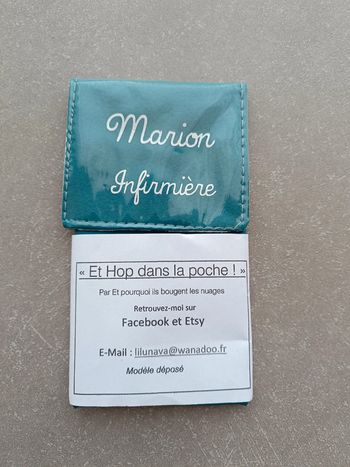 Marion
Infirmière
« Et Hop dans la poche ! »
Par Et pourquoi ils bougent les nuages
Retrouvez-moi sur
Facebook et Etsy
E-Mail : lilunava@wanadoo.fr
Modèle déposé